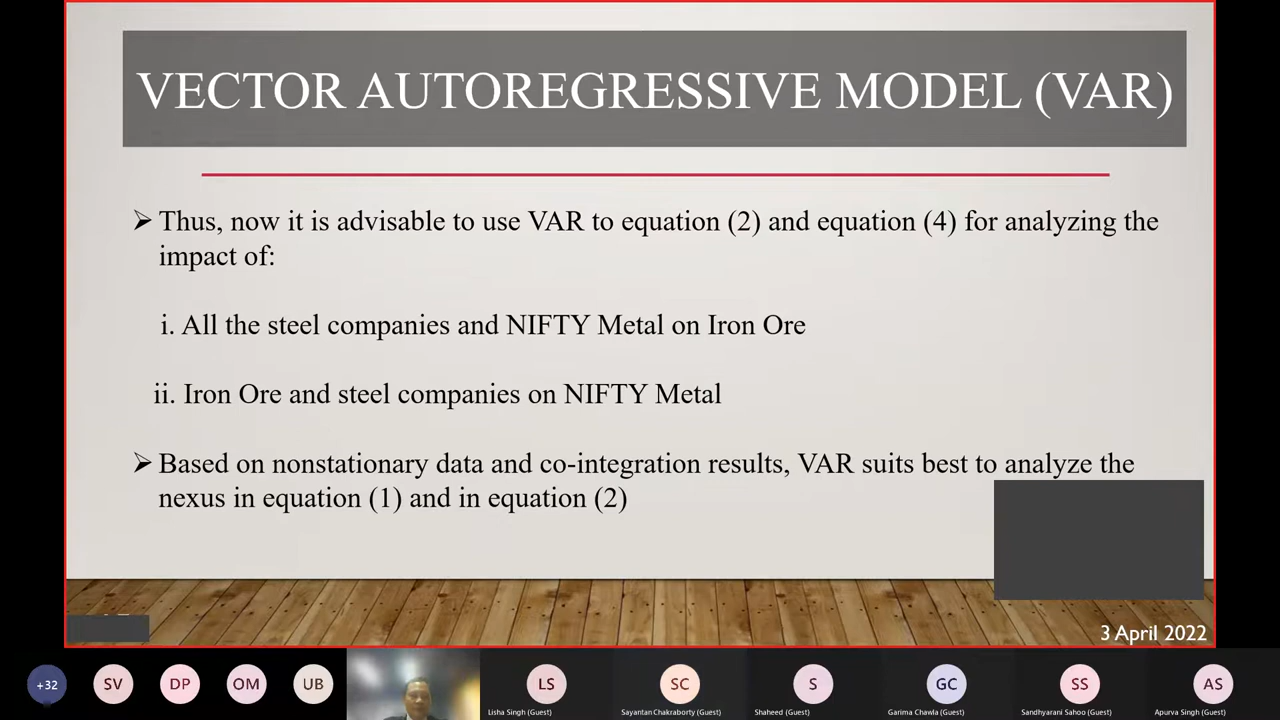 VECTOR AUTOREGRESSIVE MODEL (VAR)
➢ Thus, now it is advisable to use VAR to equation (2) and equation (4) for analyzing the
impact of:
i. All the steel companies and NIFTY Metal on Iron Ore
ii. Iron Ore and steel companies on NIFTY Metal
➢ Based on nonstationary data and co-integration results, VAR suits best to analyze the
nexus in equation (1) and in equation (2)
3 April 2022
+32 SV DP OM UB LS SC S GC SS AS
Lisha Singh (Guest) Sayantan Chakraborty (Guest) Shaheed (Guest) Garima Chawla (Guest) Sandhyarani Sahoo (Guest) Apurva Singh (Guest)